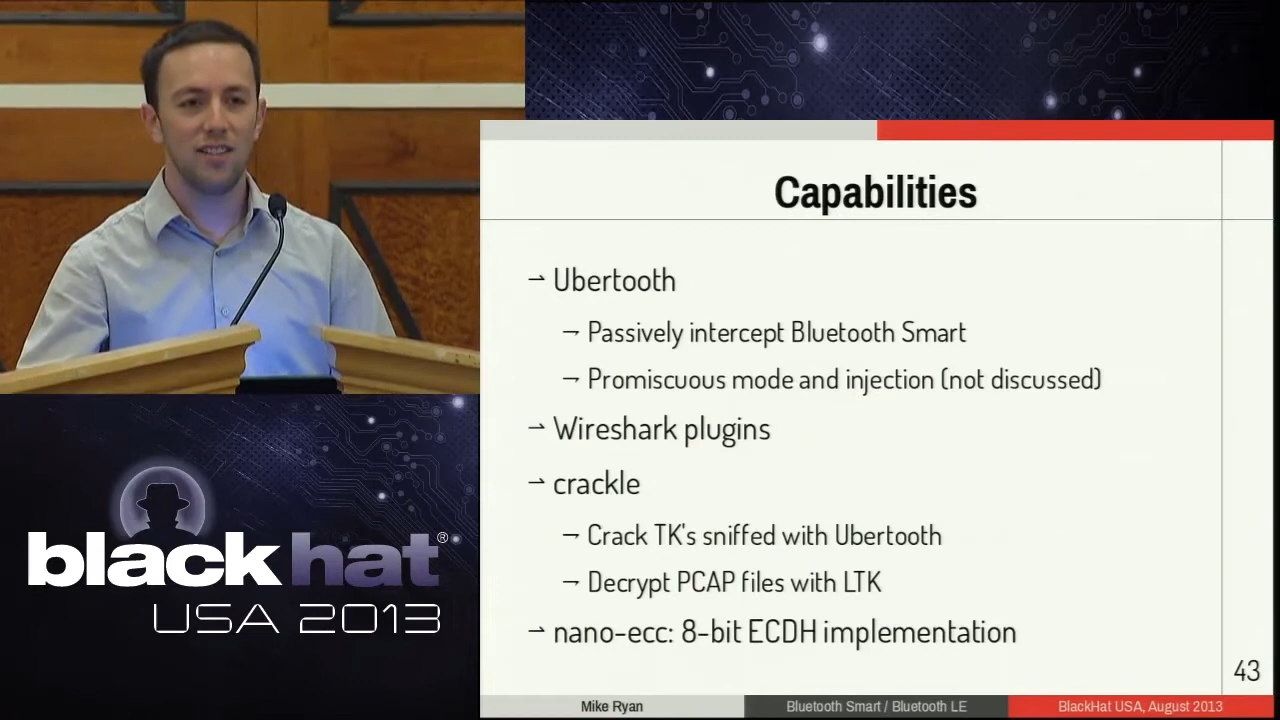 Capabilities
→ Ubertooth
→ Passively intercept Bluetooth Smart
→ Promiscuous mode and injection (not discussed)
→ Wireshark plugins
→ crackle
→ Crack TK's sniffed with Ubertooth
→ Decrypt PCAP files with LTK
→ nano-ecc: 8-bit ECDH implementation
43
Mike Ryan
Bluetooth Smart / Bluetooth LE
BlackHat USA, August 2013
blackhat®
USA 2013